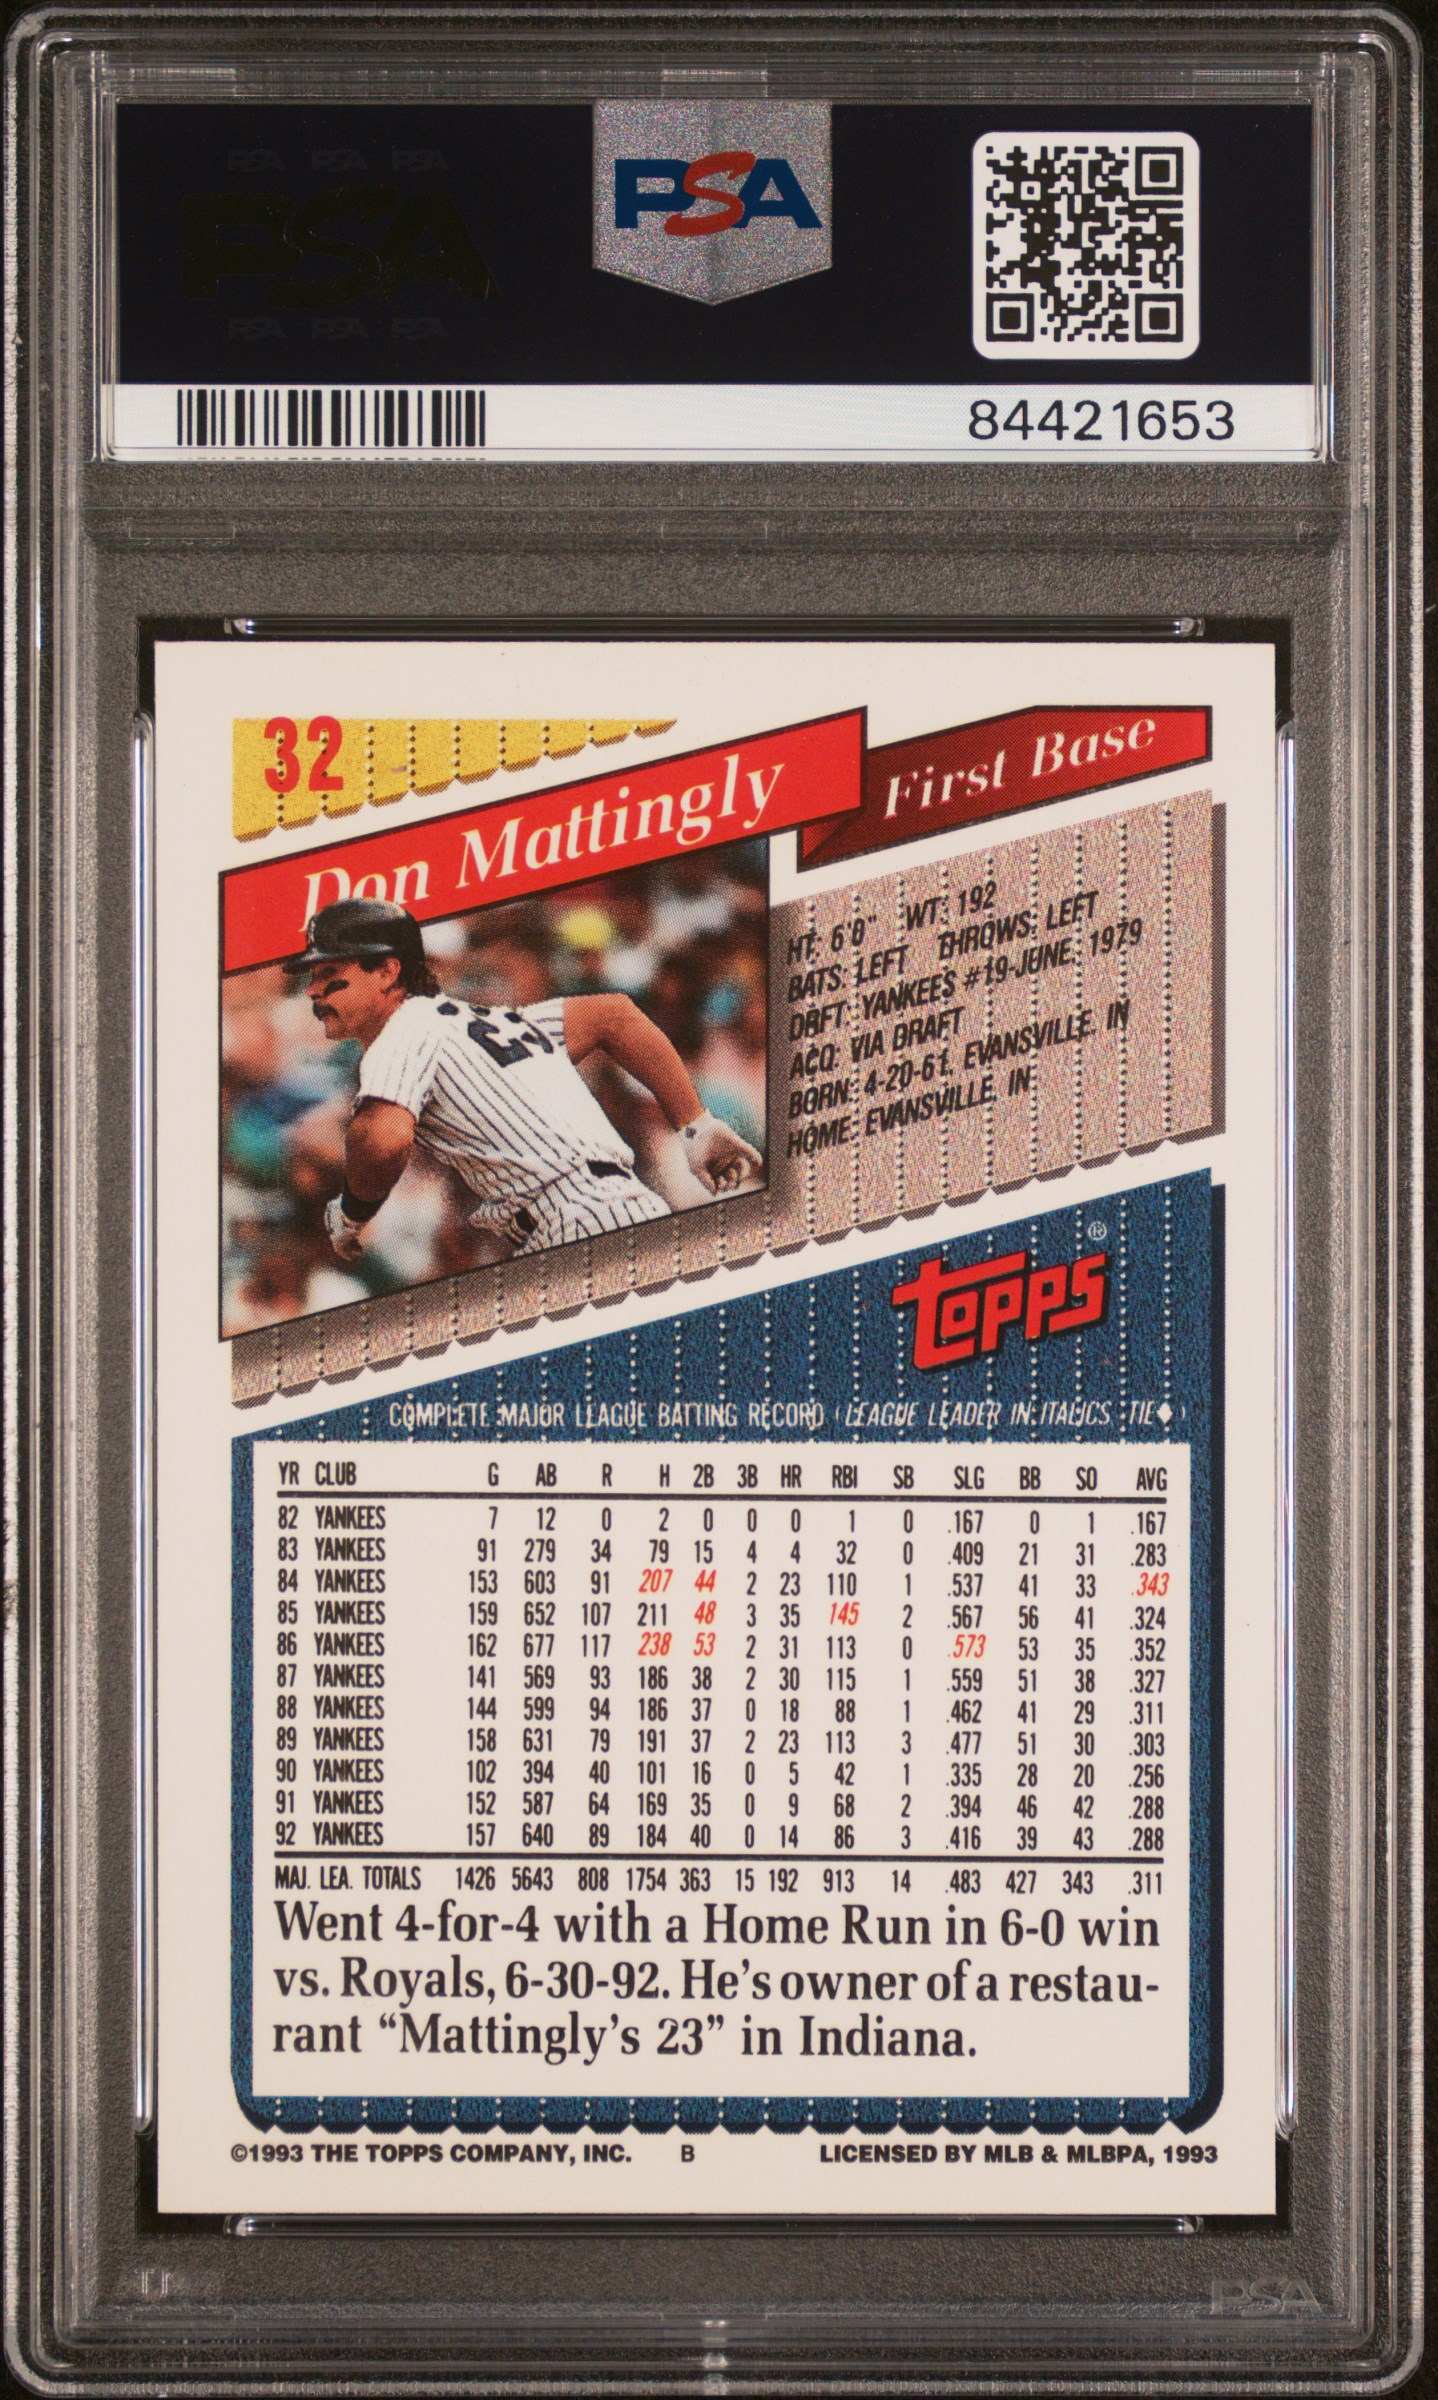 PSA PSA PSA
PSA
PSA PSA PSA
PSA
84421653
32
Don Mattingly
First Base
HT: 6'0" WT: 192
BATS: LEFT THROWS: LEFT
DRFT: YANKEES #19-JUNE, 1979
ACQ: VIA DRAFT
BORN: 4-20-61, EVANSVILLE, IN
HOME: EVANSVILLE, IN
23
Topps®
COMPLETE MAJOR LEAGUE BATTING RECORD (LEAGUE LEADER IN ITALICS TIE◆)
YR CLUB G AB R H 2B 3B HR RBI SB SLG BB SO AVG
82 YANKEES 7 12 0 2 0 0 0 1 0 .167 0 1 .167
83 YANKEES 91 279 34 79 15 4 4 32 0 .409 21 31 .283
84 YANKEES 153 603 91 207 44 2 23 110 1 .537 41 33 .343
85 YANKEES 159 652 107 211 48 3 35 145 2 .567 56 41 .324
86 YANKEES 162 677 117 238 53 2 31 113 0 .573 53 35 .352
87 YANKEES 141 569 93 186 38 2 30 115 1 .559 51 38 .327
88 YANKEES 144 599 94 186 37 0 18 88 1 .462 41 29 .311
89 YANKEES 158 631 79 191 37 2 23 113 3 .477 51 30 .303
90 YANKEES 102 394 40 101 16 0 5 42 1 .335 28 20 .256
91 YANKEES 152 587 64 169 35 0 9 68 2 .394 46 42 .288
92 YANKEES 157 640 89 184 40 0 14 86 3 .416 39 43 .288
MAJ. LEA. TOTALS 1426 5643 808 1754 363 15 192 913 14 .483 427 343 .311
Went 4-for-4 with a Home Run in 6-0 win
vs. Royals, 6-30-92. He's owner of a restau-
rant “Mattingly's 23” in Indiana.
©1993 THE TOPPS COMPANY, INC. B LICENSED BY MLB & MLBPA, 1993
PSA